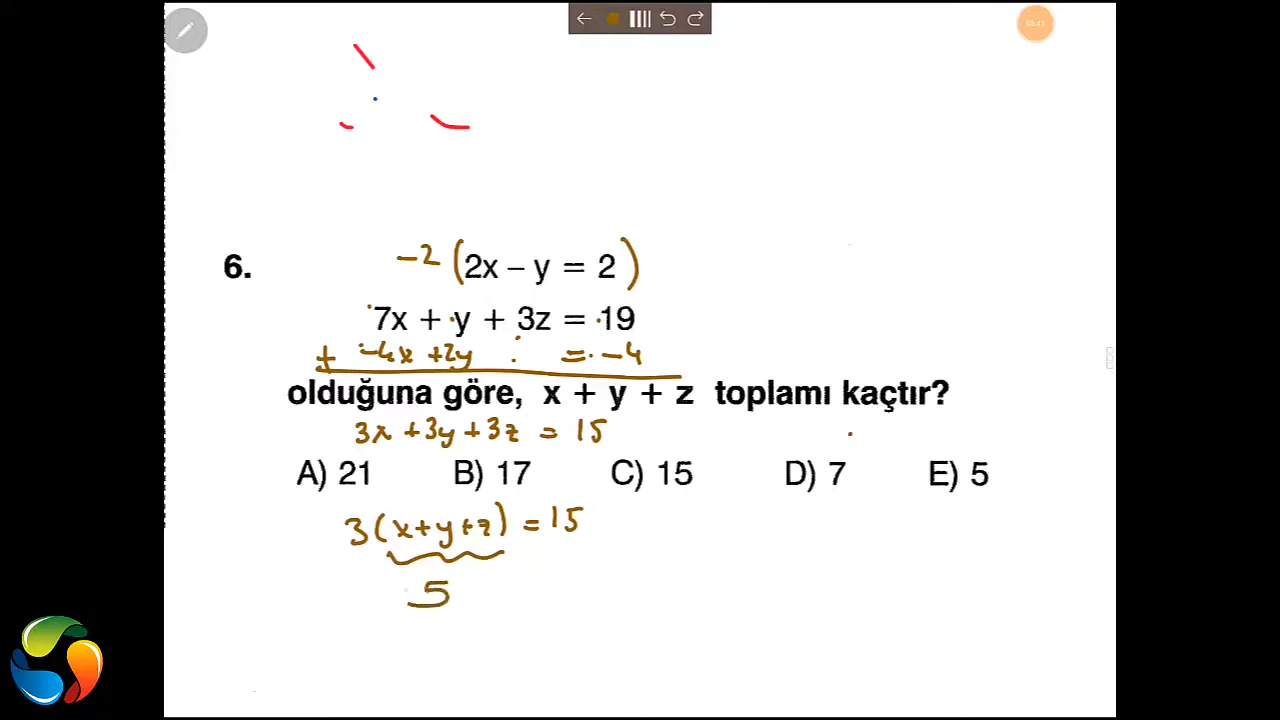 6. -2 (2x – y = 2)
7x + y + 3z = 19
+ -4x +2y = -4
olduğuna göre, x + y + z toplamı kaçtır?
3x +3y +3z = 15
A) 21 B) 17 C) 15 D) 7 E) 5
3(x+y+z) = 15
5